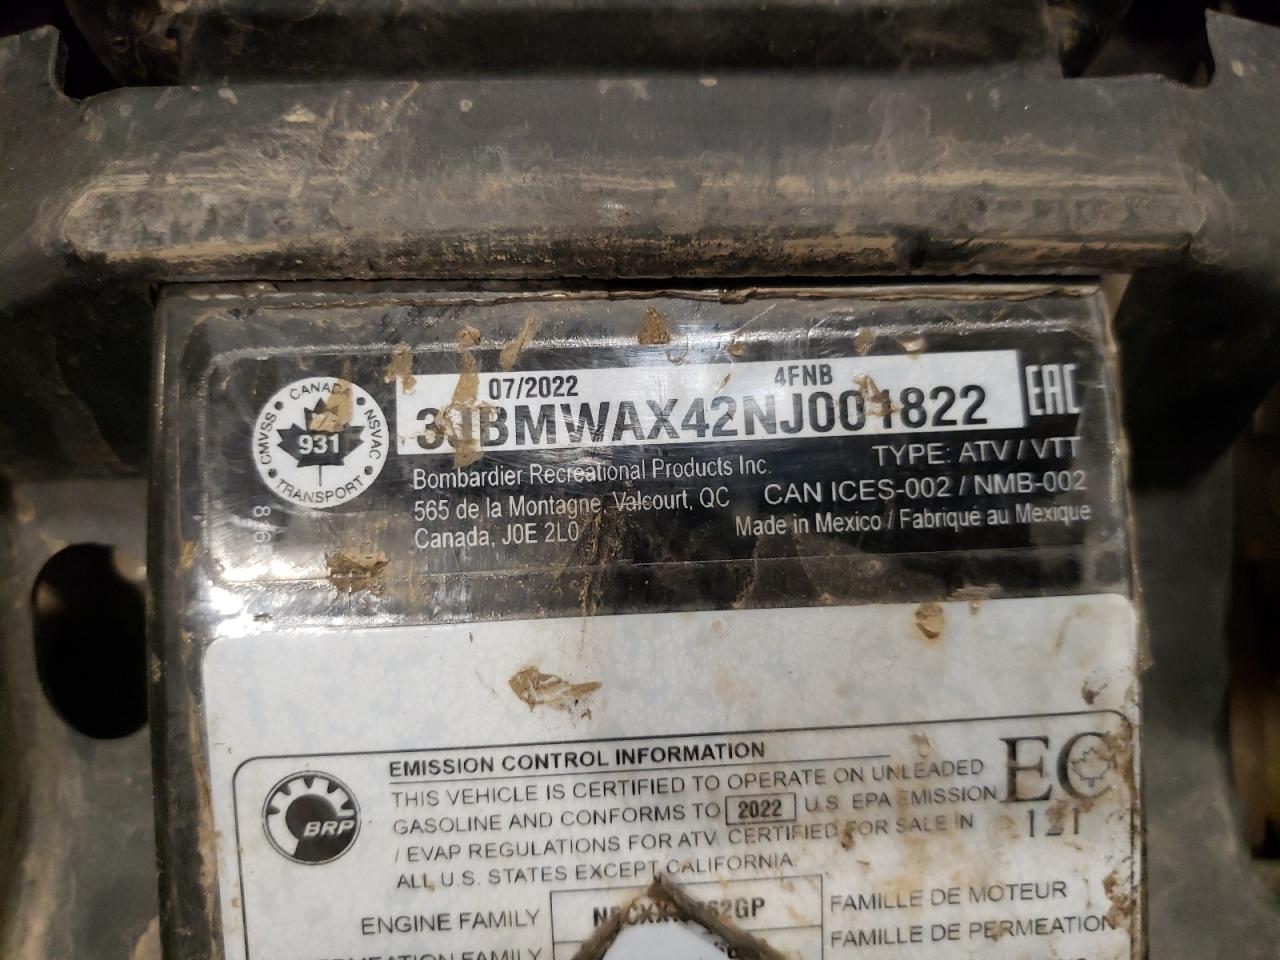 CANADA
CMVSS
NSVAC
931
TRANSPORT
07/2022
4FNB
3JBMWAX42NJ001822
EAC
Bombardier Recreational Products Inc.
565 de la Montagne, Valcourt, QC
Canada, J0E 2L0
TYPE: ATV / VTT
CAN ICES-002 / NMB-002
Made in Mexico / Fabriqué au Mexique
BRP
EMISSION CONTROL INFORMATION
THIS VEHICLE IS CERTIFIED TO OPERATE ON UNLEADED
GASOLINE AND CONFORMS TO 2022 U.S. EPA EMISSION
/ EVAP REGULATIONS FOR ATV. CERTIFIED FOR SALE IN
ALL U.S. STATES EXCEPT CALIFORNIA.
EC
121
ENGINE FAMILY
FAMILLE DE MOTEUR
FAMILY
FAMILLE DE PERMEATION